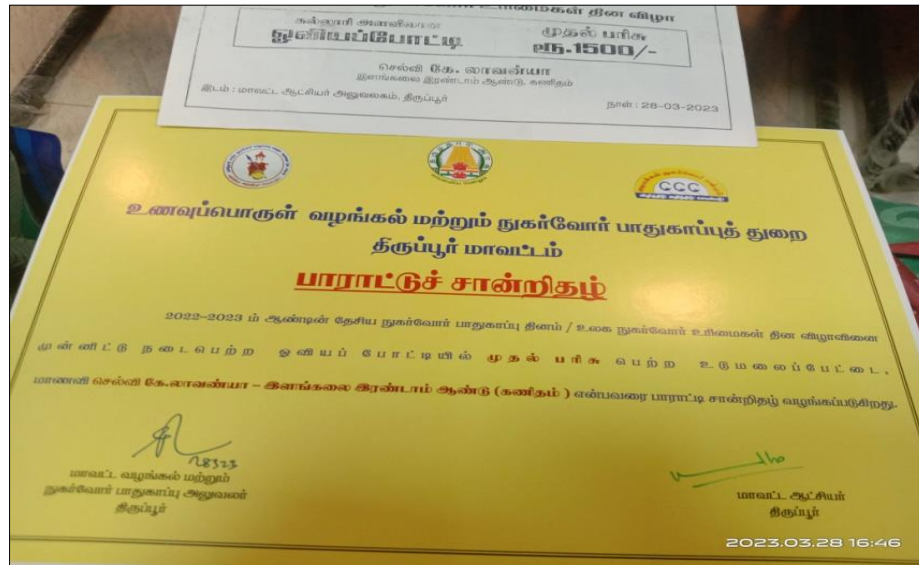 உரிமைகள் தின விழா
கல்லூரி அளவிலான
ஓவியப்போட்டி
முதல் பரிசு
ரூ.1500/-
செல்வி கே. லாவண்யா
இளங்கலை இரண்டாம் ஆண்டு, கணிதம்
இடம் : மாவட்ட ஆட்சியர் அலுவலகம், திருப்பூர்
நாள் : 28-03-2023
CCC
உணவுப்பொருள் வழங்கல் மற்றும் நுகர்வோர் பாதுகாப்புத் துறை
திருப்பூர் மாவட்டம்
பாராட்டுச் சான்றிதழ்
2022-2023 ம் ஆண்டின் தேசிய நுகர்வோர் பாதுகாப்பு தினம் / உலக நுகர்வோர் உரிமைகள் தின விழாவினை
முன்னிட்டு நடைபெற்ற ஓவியப் போட்டியில் முதல் பரிசு பெற்ற உடுமலைப்பேட்டை,
மாணவி செல்வி கே.லாவண்யா – இளங்கலை இரண்டாம் ஆண்டு (கணிதம் ) என்பவரை பாராட்டி சான்றிதழ் வழங்கப்படுகிறது.
28323
மாவட்ட வழங்கல் மற்றும்
நுகர்வோர் பாதுகாப்பு அலுவலர்
திருப்பூர்
மாவட்ட ஆட்சியர்
திருப்பூர்
2023.03.28 16:46